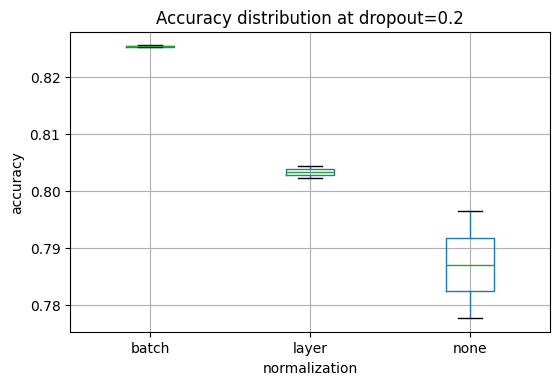 Accuracy distribution at dropout=0.2
accuracy
0.82
0.81
0.80
0.79
0.78
batch
layer
none
normalization